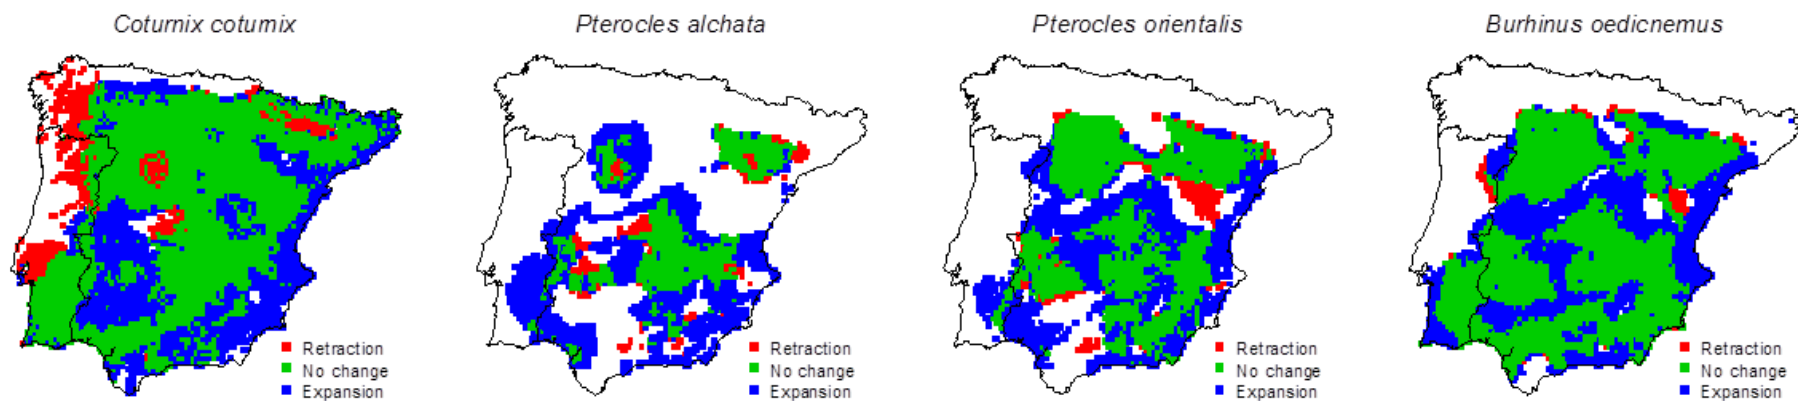 Coturnix coturnix
Pterocles alchata
Pterocles orientalis
Burhinus oedicnemus
Retraction
No change
Expansion
Retraction
No change
Expansion
Retraction
No change
Expansion
Retraction
No change
Expansion